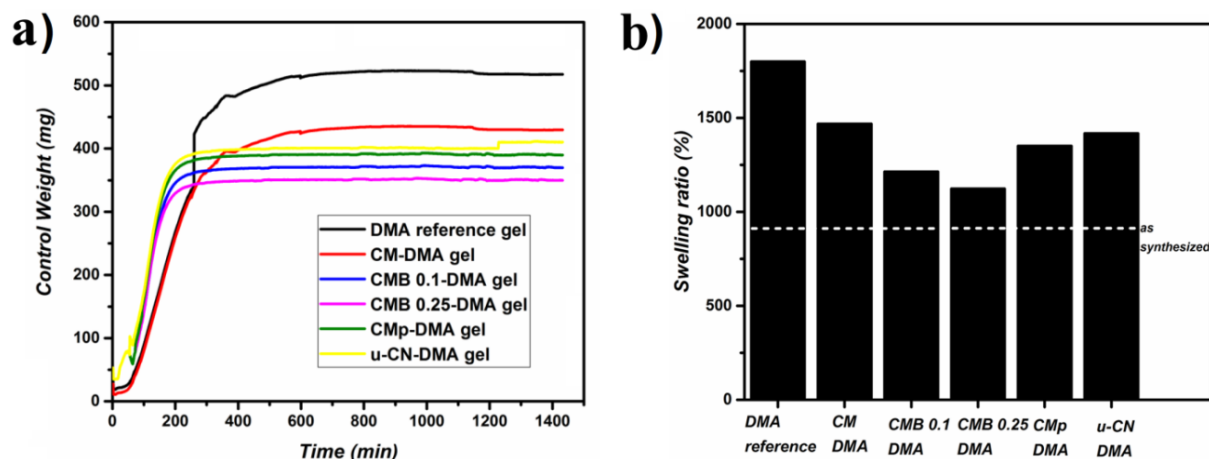 a)
600
500
400
300
200
100
0
Control Weight (mg)
0 200 400 600 800 1000 1200 1400
Time (min)
DMA reference gel
CM-DMA gel
CMB 0.1-DMA gel
CMB 0.25-DMA gel
CMp-DMA gel
u-CN-DMA gel
b)
2000
1500
1000
500
0
Swelling ratio (%)
as
synthesized
DMA CM CMB 0.1 CMB 0.25 CMp u-CN
reference DMA DMA DMA DMA DMA